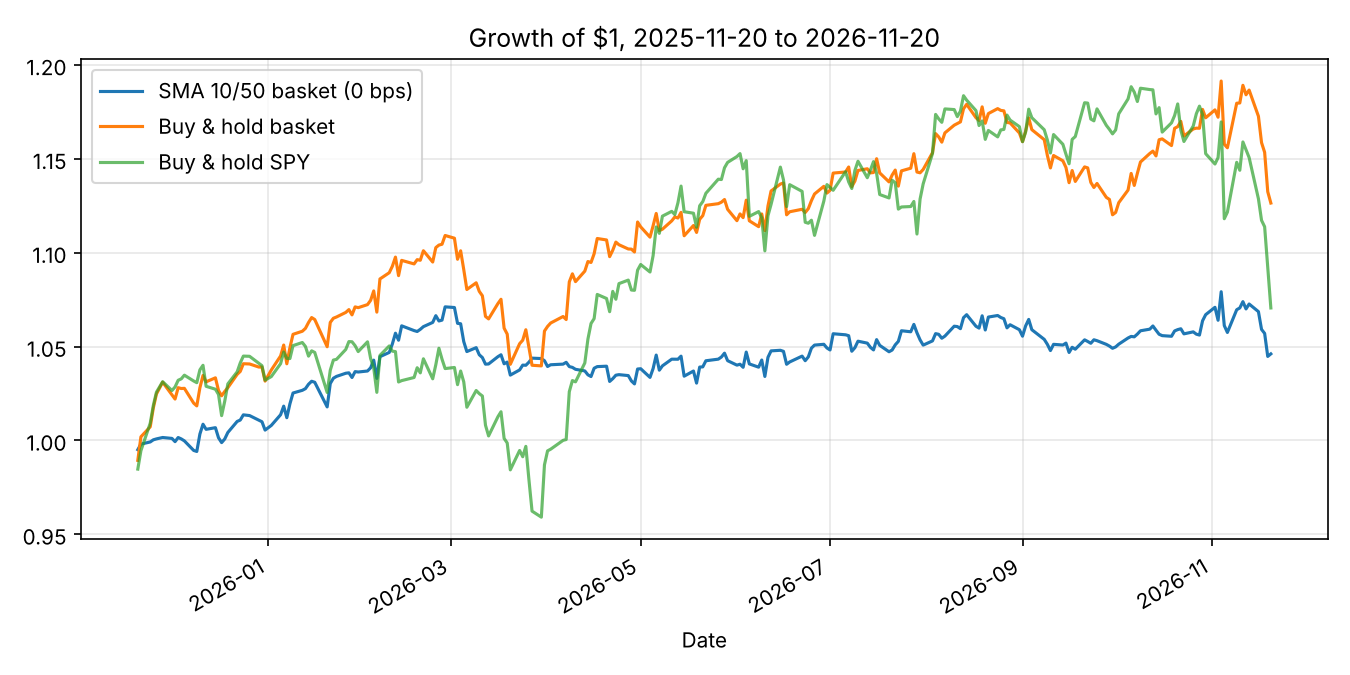 Growth of $1, 2025-11-20 to 2026-11-20
SMA 10/50 basket (0 bps)
Buy & hold basket
Buy & hold SPY
1.20
1.15
1.10
1.05
1.00
0.95
2026-01
2026-03
2026-05
2026-07
2026-09
2026-11
Date